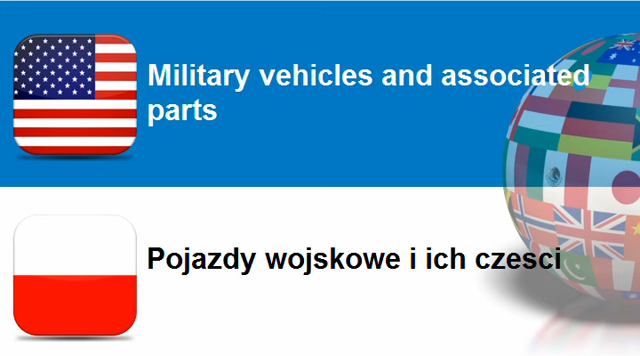 Military vehicles and associated
parts
Pojazdy wojskowe i ich czesci